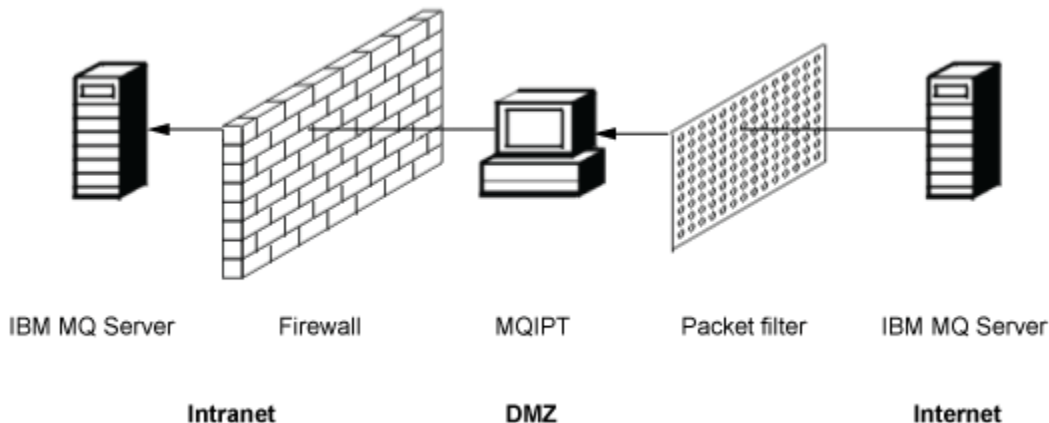 IBM MQ Server Firewall MQIPT Packet filter IBM MQ Server
Intranet DMZ Internet